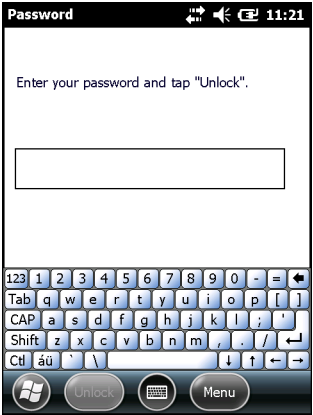 Password 11:21
Enter your password and tap "Unlock".
123 1 2 3 4 5 6 7 8 9 0 - =
Tab q w e r t y u i o p [ ]
CAP a s d f g h j k l ; '
Shift z x c v b n m , . /
Ctl áü ` \
Unlock Menu